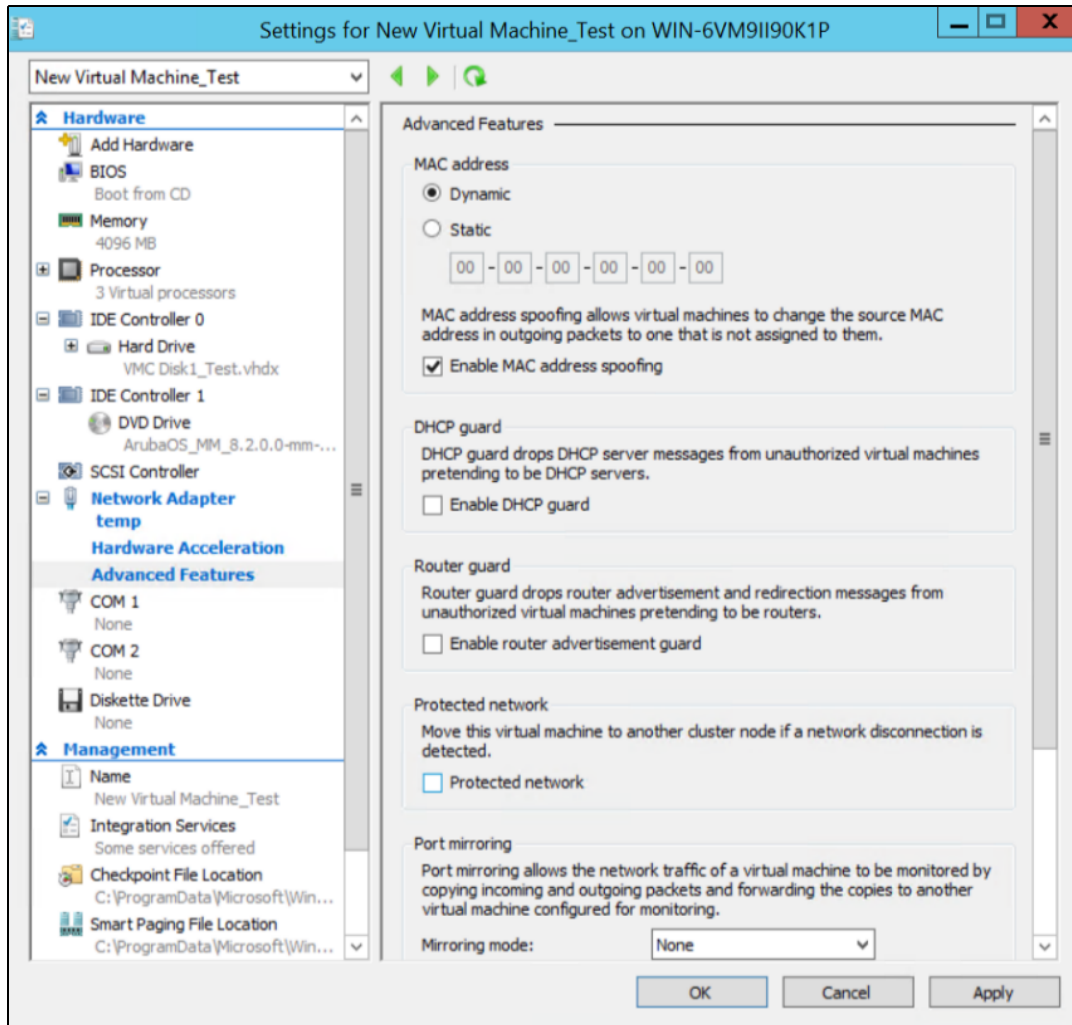 Settings for New Virtual Machine_Test on WIN-6VM9II90K1P
New Virtual Machine_Test
Hardware
Add Hardware
BIOS
Boot from CD
Memory
4096 MB
Processor
3 Virtual processors
IDE Controller 0
Hard Drive
VMC Disk1_Test.vhdx
IDE Controller 1
DVD Drive
ArubaOS_MM_8.2.0.0-mm-...
SCSI Controller
Network Adapter
temp
Hardware Acceleration
Advanced Features
COM 1
None
COM 2
None
Diskette Drive
None
Management
Name
New Virtual Machine_Test
Integration Services
Some services offered
Checkpoint File Location
C:\ProgramData\Microsoft\Win...
Smart Paging File Location
C:\ProgramData\Microsoft\Win...
Advanced Features
MAC address
Dynamic
Static
00 - 00 - 00 - 00 - 00 - 00
MAC address spoofing allows virtual machines to change the source MAC
address in outgoing packets to one that is not assigned to them.
Enable MAC address spoofing
DHCP guard
DHCP guard drops DHCP server messages from unauthorized virtual machines
pretending to be DHCP servers.
Enable DHCP guard
Router guard
Router guard drops router advertisement and redirection messages from
unauthorized virtual machines pretending to be routers.
Enable router advertisement guard
Protected network
Move this virtual machine to another cluster node if a network disconnection is
detected.
Protected network
Port mirroring
Port mirroring allows the network traffic of a virtual machine to be monitored by
copying incoming and outgoing packets and forwarding the copies to another
virtual machine configured for monitoring.
Mirroring mode: None
OK Cancel Apply